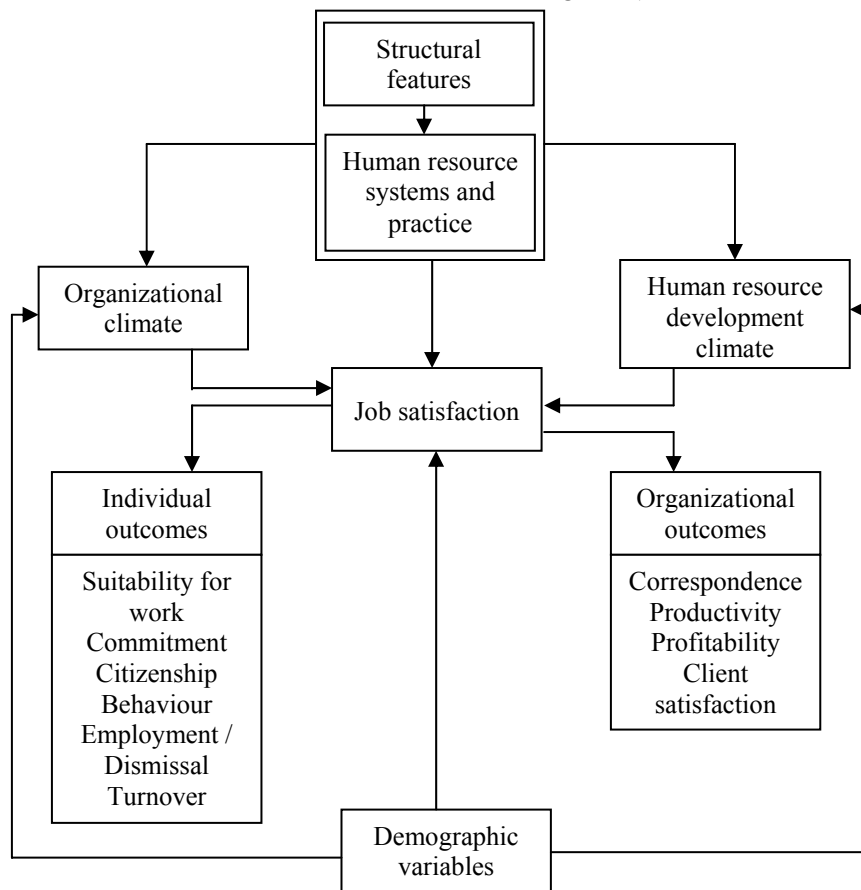 Structural
features
Human resource
systems and
practice
Organizational
climate
Human resource
development
climate
Job satisfaction
Individual
outcomes
Suitability for
work
Commitment
Citizenship
Behaviour
Employment /
Dismissal
Turnover
Organizational
outcomes
Correspondence
Productivity
Profitability
Client
satisfaction
Demographic
variables